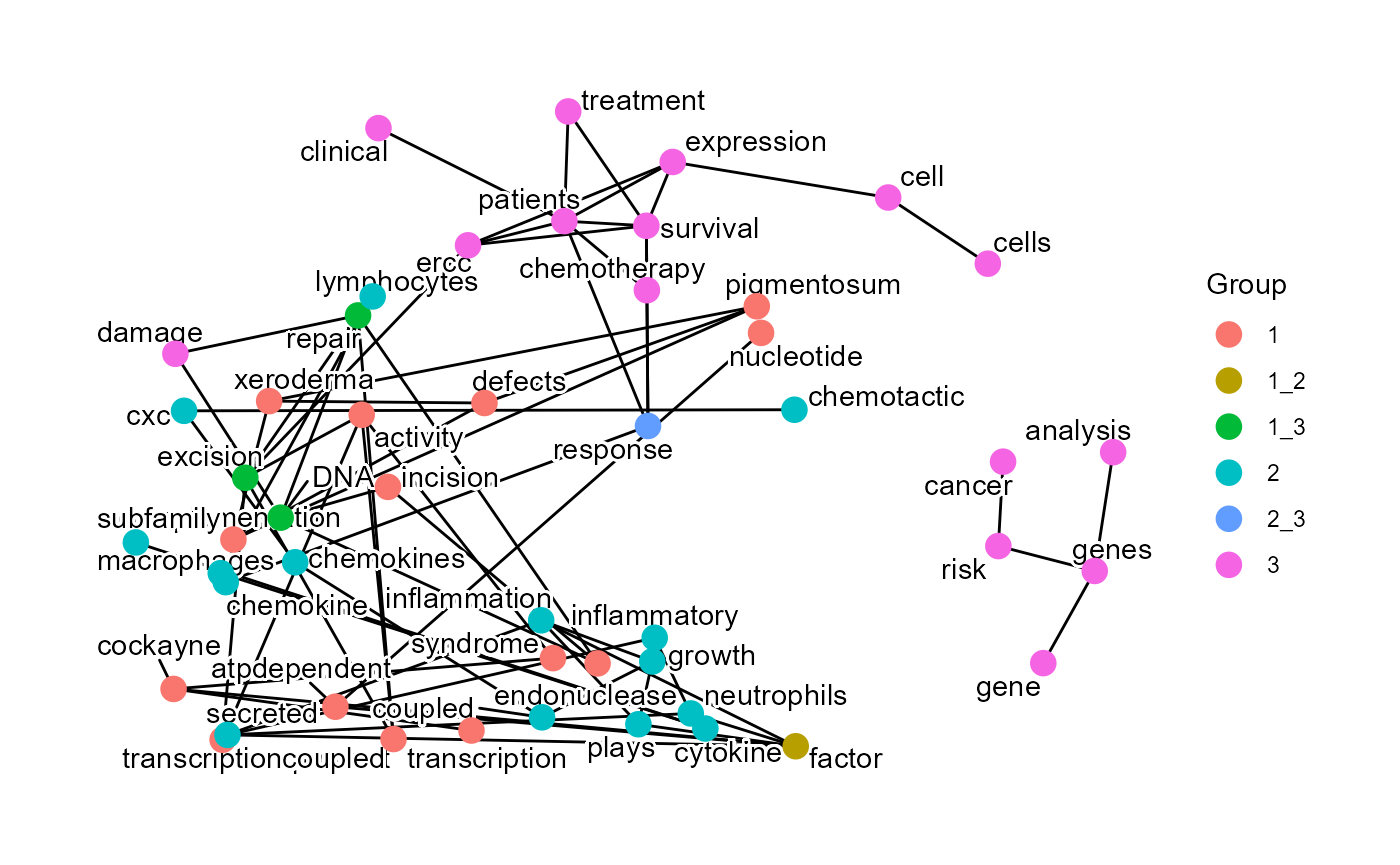 treatment
expression
clinical
cell
patients
survival
cells
ercc
chemotherapy
lymphocytes
pigmentosum
Group
damage
repair
nucleotide
1
xeroderma
defects
1_2
cxc
chemotactic
1_3
activity
analysis
excision
response
2
DNA
incision
cancer
2_3
subfamily
macrophages
chemokines
genes
3
risk
chemokine
inflammation
inflammatory
cockayne
syndrome
growth
atpdependent
gene
endonuclease
neutrophils
secreted
coupled
plays
cytokine
transcriptioncoupled
transcription
factor